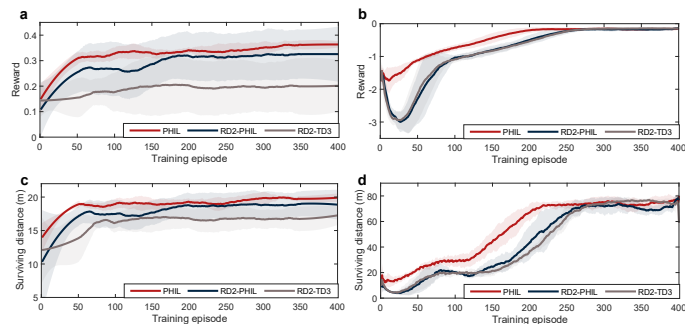 a
0.4
0.3
0.2
0.1
0
Reward
PHIL RD2-PHIL RD2-TD3
0 50 100 150 200 250 300 350 400
Training episode
b
0
-1
-2
-3
Reward
PHIL RD2-PHIL RD2-TD3
0 50 100 150 200 250 300 350 400
Training episode
c
20
15
10
5
Surviving distance (m)
PHIL RD2-PHIL RD2-TD3
0 50 100 150 200 250 300 350 400
Training episode
d
80
60
40
20
0
Surviving distance (m)
PHIL RD2-PHIL RD2-TD3
0 50 100 150 200 250 300 350 400
Training episode